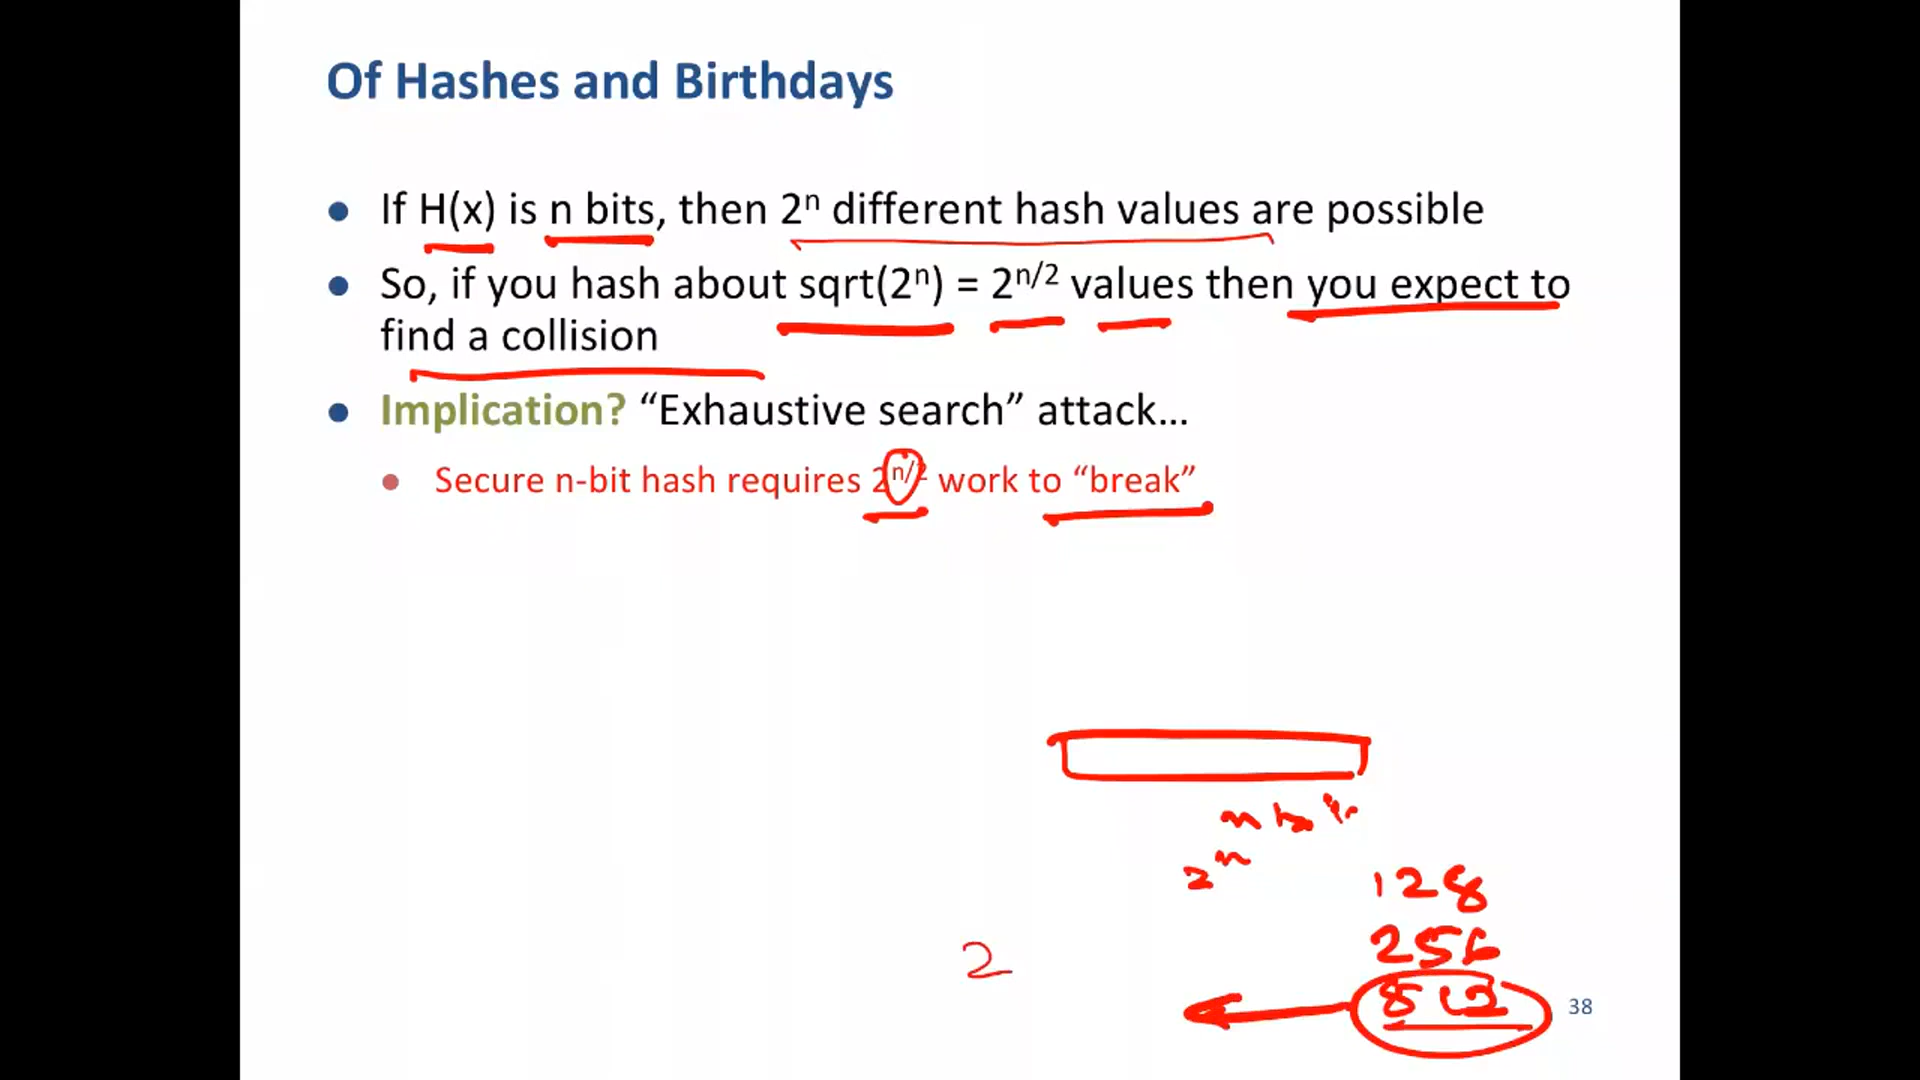 Of Hashes and Birthdays
• If H(x) is n bits, then 2ⁿ different hash values are possible
• So, if you hash about sqrt(2ⁿ) = 2ⁿ/² values then you expect to
find a collision
• Implication? “Exhaustive search” attack...
• Secure n-bit hash requires 2ⁿ/² work to “break”
n bits
2ⁿ
128
256
2
512
38